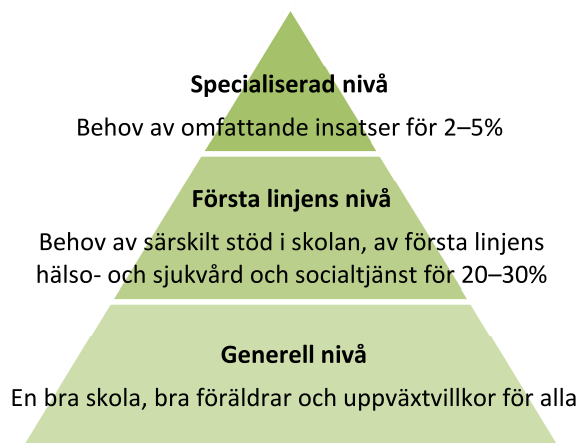 Specialiserad nivå
Behov av omfattande insatser för 2–5%
Första linjens nivå
Behov av särskilt stöd i skolan, av första linjens
hälso- och sjukvård och socialtjänst för 20–30%
Generell nivå
En bra skola, bra föräldrar och uppväxtvillkor för alla